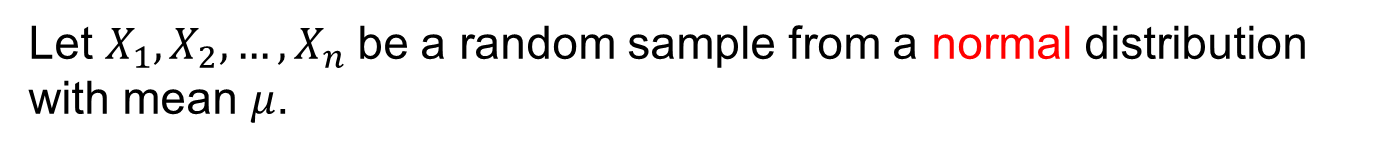 Let X₁, X₂, … , Xₙ be a random sample from a normal distribution
with mean μ.